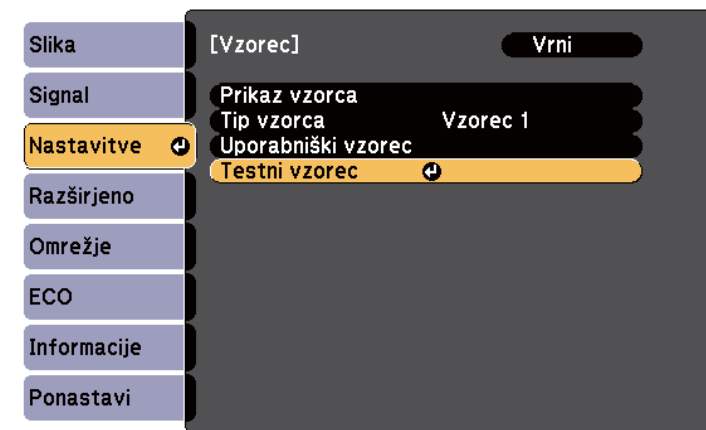 Slika
Signal
Nastavitve
Razširjeno
Omrežje
ECO
Informacije
Ponastavi
[Vzorec] Vrni
Prikaz vzorca
Tip vzorca Vzorec 1
Uporabniški vzorec
Testni vzorec